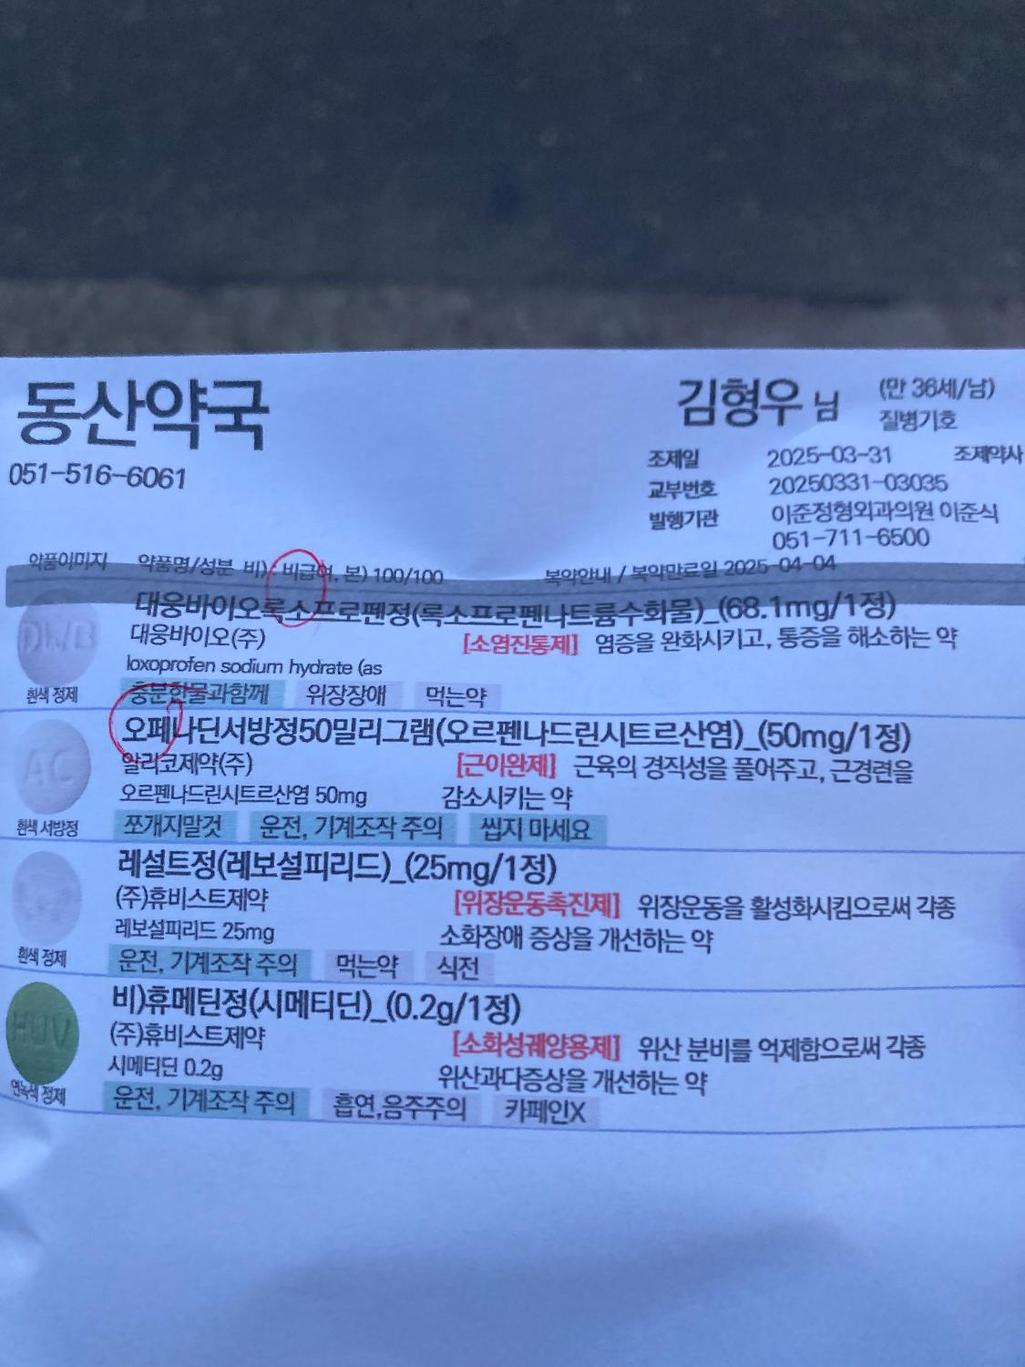 동산약국
051-516-6061
김형우 님 (만 36세/남)
질병기호
조제일 2025-03-31 조제약사
교부번호 20250331-03035
발행기관 이준정형외과의원 이준식
051-711-6500
약품이미지 약품명/성분 비) : 비급여, 본) 100/100 복약안내 / 복약만료일 2025-04-04
대웅바이오록소프로펜정(록소프로펜나트륨수화물)_(68.1mg/1정)
대웅바이오(주) [소염진통제] 염증을 완화시키고, 통증을 해소하는 약
loxoprofen sodium hydrate (as
DWB
흰색 정제 충분한물과함께 위장장애 먹는약
오페나딘서방정50밀리그램(오르펜나드린시트르산염)_(50mg/1정)
알리코제약(주) [근이완제] 근육의 경직성을 풀어주고, 근경련을
AC
오르펜나드린시트르산염 50mg 감소시키는 약
흰색 서방정 쪼개지말것 운전, 기계조작 주의 씹지 마세요
레설트정(레보설피리드)_(25mg/1정)
(주)휴비스트제약 [위장운동촉진제] 위장운동을 활성화시킴으로써 각종
레보설피리드 25mg 소화장애 증상을 개선하는 약
흰색 정제 운전, 기계조작 주의 먹는약 식전
비)휴메틴정(시메티딘)_(0.2g/1정)
HUV
(주)휴비스트제약 [소화성궤양용제] 위산 분비를 억제함으로써 각종
시메티딘 0.2g 위산과다증상을 개선하는 약
연녹색 정제 운전, 기계조작 주의 흡연,음주주의 카페인X